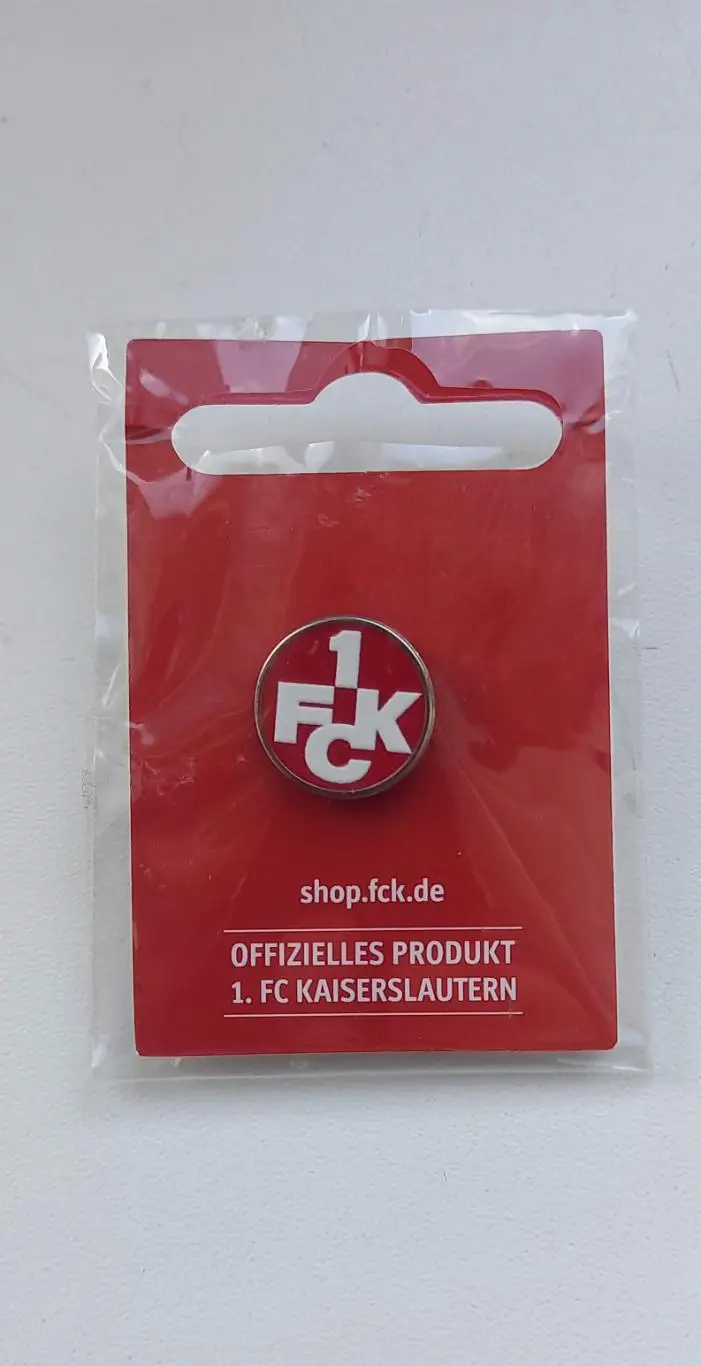 1
FCK
shop.fck.de
OFFIZIELLES PRODUKT
1. FC KAISERSLAUTERN